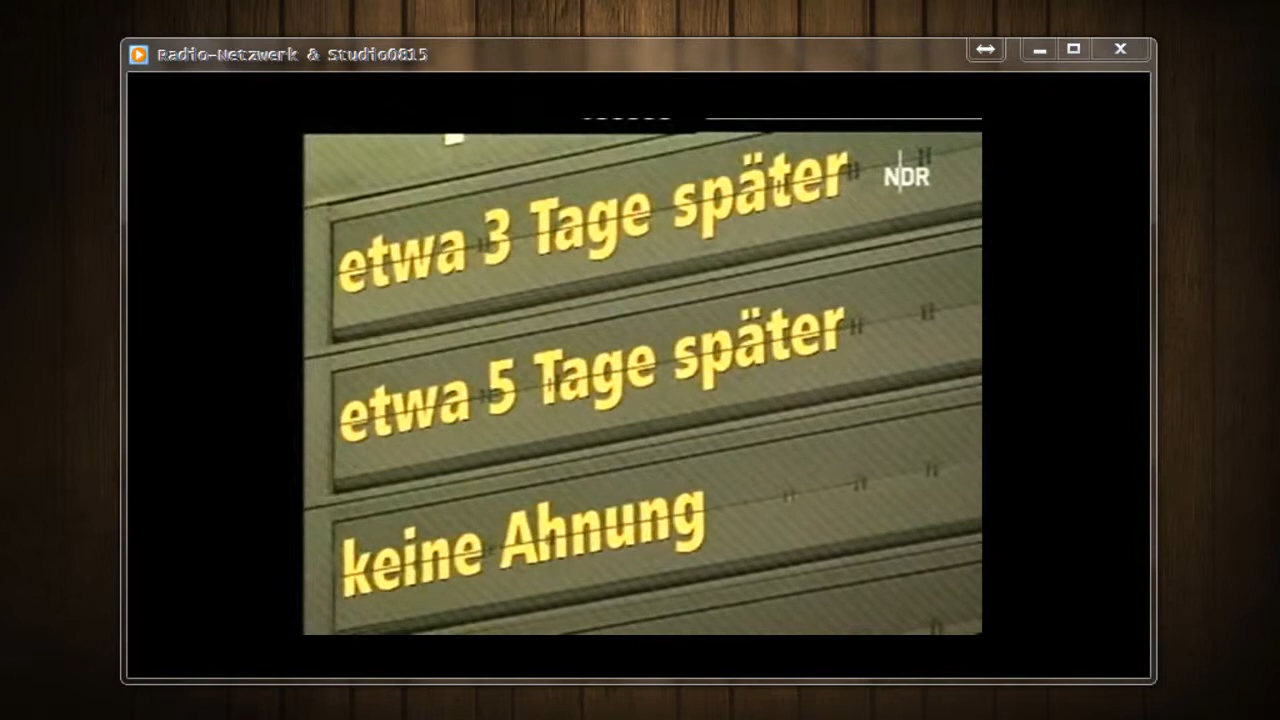 Radio-Netzwerk & Studio0815
NDR
etwa 3 Tage später
etwa 5 Tage später
keine Ahnung